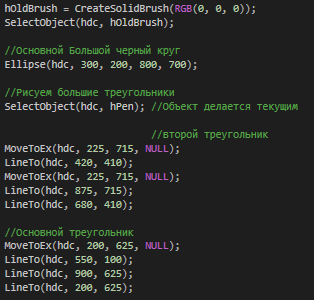 hOldBrush = CreateSolidBrush(RGB(0, 0, 0));
SelectObject(hdc, hOldBrush);
//Основной Большой черный круг
Ellipse(hdc, 300, 200, 800, 700);
//Рисуем большие треугольники
SelectObject(hdc, hPen); //Объект делается текущим
//второй треугольник
MoveToEx(hdc, 225, 715, NULL);
LineTo(hdc, 420, 410);
MoveToEx(hdc, 225, 715, NULL);
LineTo(hdc, 875, 715);
LineTo(hdc, 680, 410);
//Основной треугольник
MoveToEx(hdc, 200, 625, NULL);
LineTo(hdc, 550, 100);
LineTo(hdc, 900, 625);
LineTo(hdc, 200, 625);